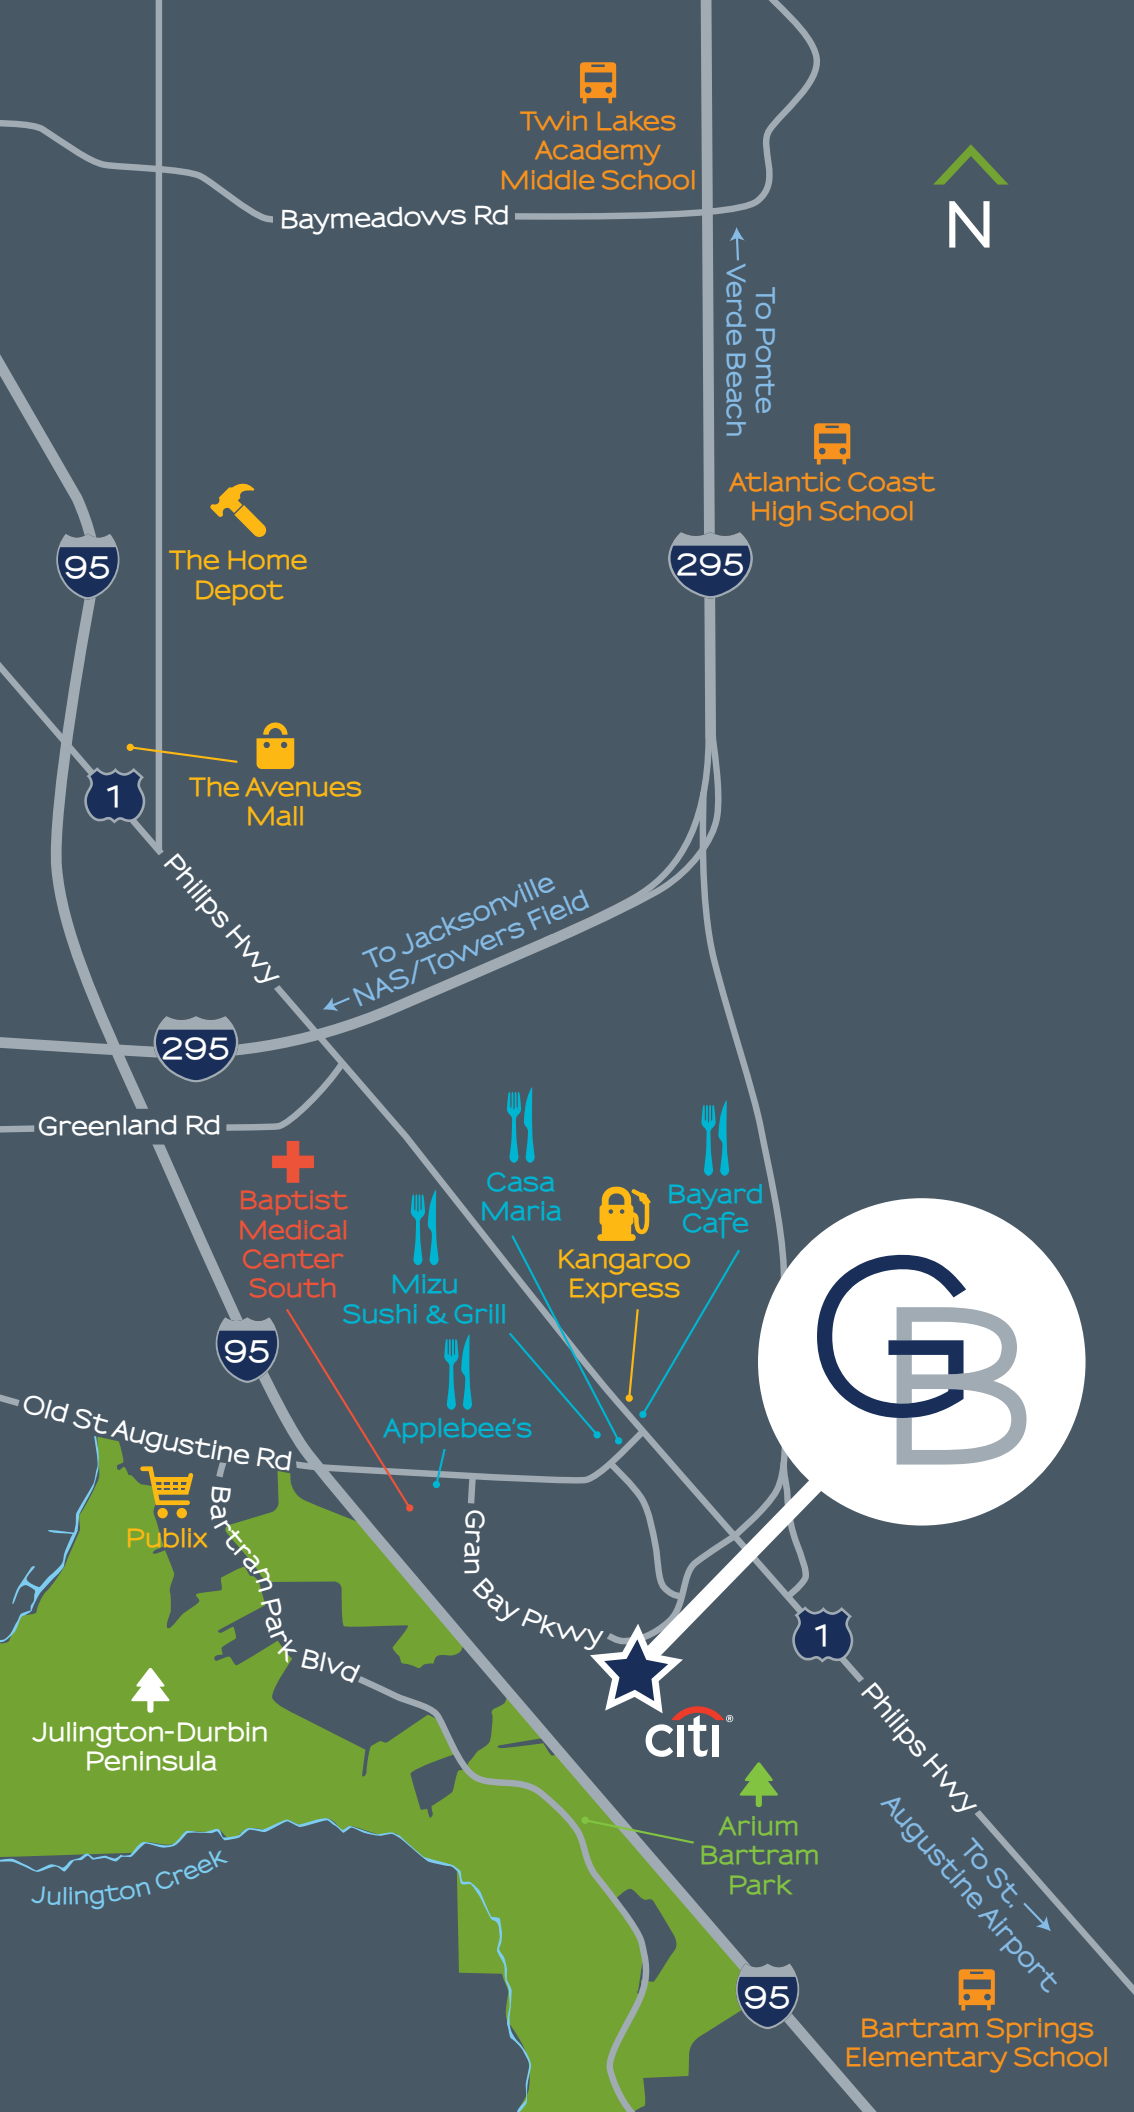 Twin Lakes
Academy
Middle School
N
Baymeadows Rd
To Ponte
Verde Beach
Atlantic Coast
High School
95
The Home
Depot
295
The Avenues
Mall
1
Philips Hwy
To Jacksonville
NAS/Towers Field
295
Greenland Rd
Casa
Maria
Bayard
Cafe
Baptist
Medical
Center
South
Kangaroo
Express
Mizu
Sushi & Grill
GB
95
Applebee's
Old St Augustine Rd
Publix
Bartram Park Blvd
Gran Bay Pkwy
1
Julington-Durbin
Peninsula
citi®
Philips Hwy
Arium
Bartram
Park
To St.
Augustine Airport
Julington Creek
95
Bartram Springs
Elementary School